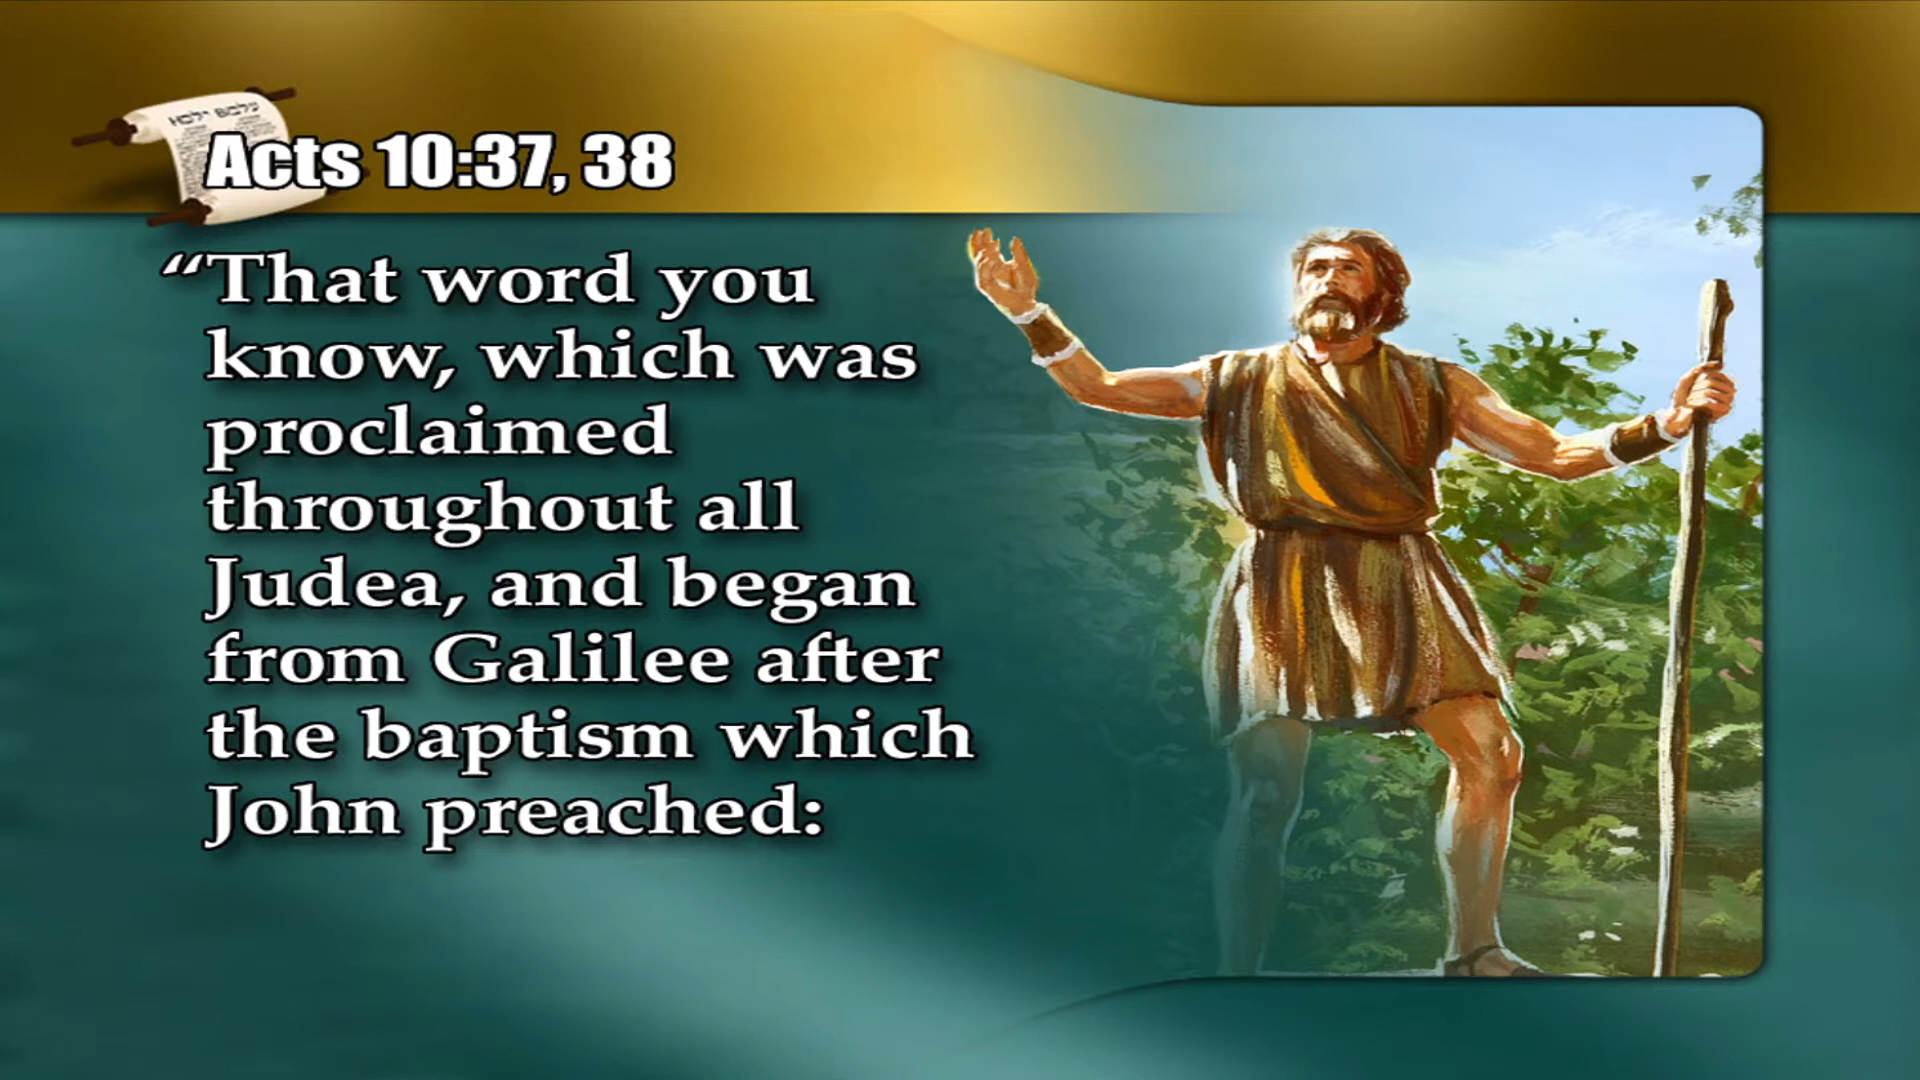 Acts 10:37, 38
“That word you
know, which was
proclaimed
throughout all
Judea, and began
from Galilee after
the baptism which
John preached: